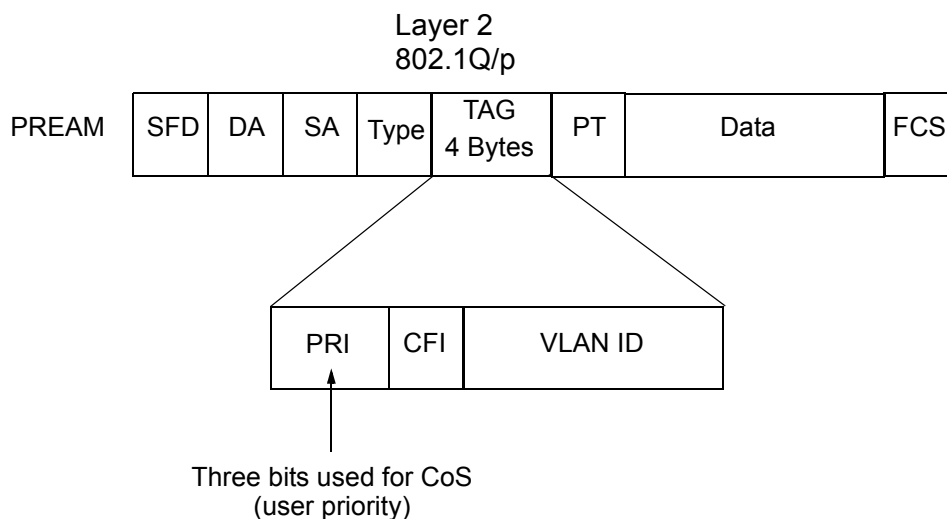 Layer 2
802.1Q/p
PREAM SFD DA SA Type TAG 4 Bytes PT Data FCS
PRI CFI VLAN ID
Three bits used for CoS
(user priority)